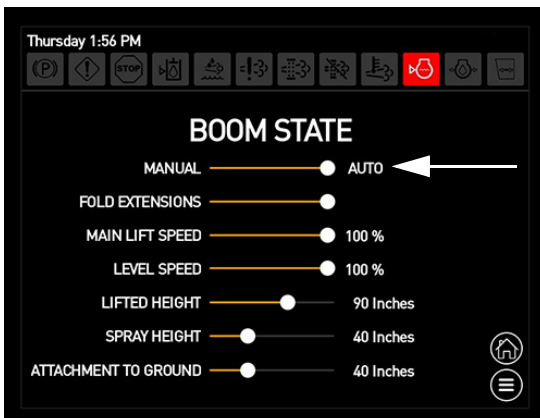 Thursday 1:56 PM
(P) STOP
BOOM STATE
MANUAL AUTO
FOLD EXTENSIONS
MAIN LIFT SPEED 100 %
LEVEL SPEED 100 %
LIFTED HEIGHT 90 Inches
SPRAY HEIGHT 40 Inches
ATTACHMENT TO GROUND 40 Inches